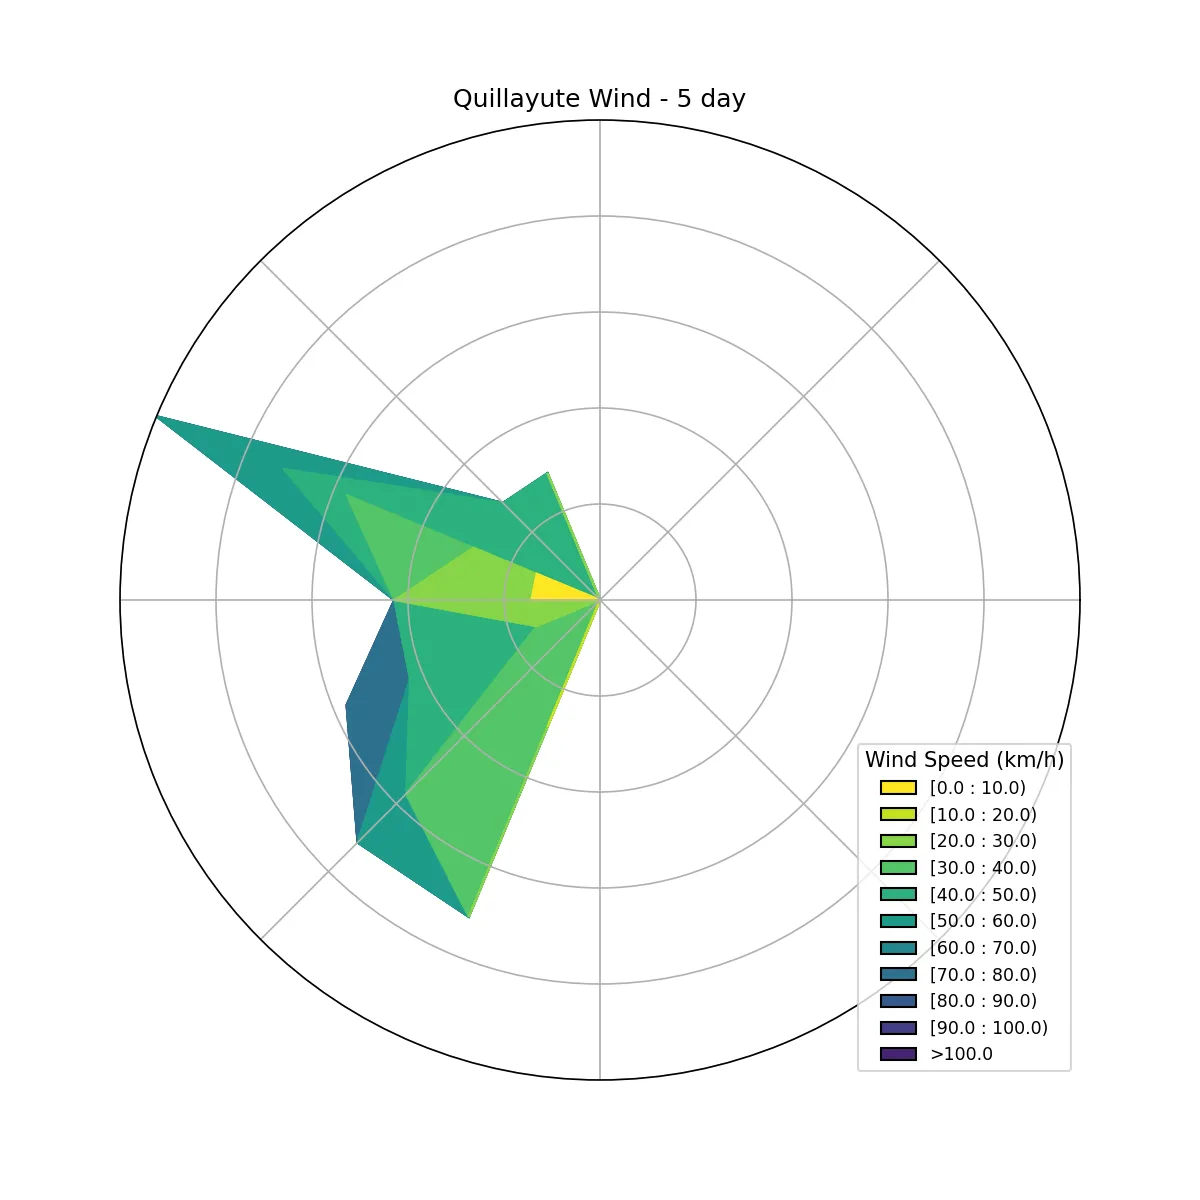 Quillayute Wind - 5 day
Wind Speed (km/h)
[0.0 : 10.0)
[10.0 : 20.0)
[20.0 : 30.0)
[30.0 : 40.0)
[40.0 : 50.0)
[50.0 : 60.0)
[60.0 : 70.0)
[70.0 : 80.0)
[80.0 : 90.0)
[90.0 : 100.0)
>100.0